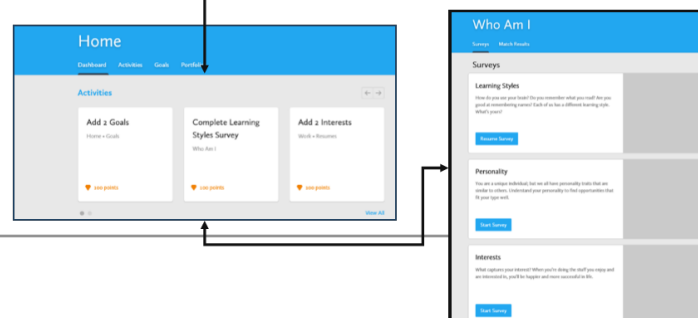 Home
Dashboard Activities Goals
Activities
Add 2 Goals
Home • Goals
Complete Learning
Styles Survey
Who Am I
Add 2 Interests
Work • Resumes
points
points
points
View All
Who Am I
Surveys Match Results
Surveys
Learning Styles
How do you use your brain? Do you remember what you read? Are you
good at remembering names? Each of us has a different learning style.
What's yours?
Resume Survey
Personality
You are a unique individual, but we all have personality traits that are
similar to others. Understand your personality to find opportunities that
fit your type well.
Start Survey
Interests
What captures your interest? When you're doing the stuff you enjoy and
are interested in, you'll be happier and more successful in life.
Start Survey